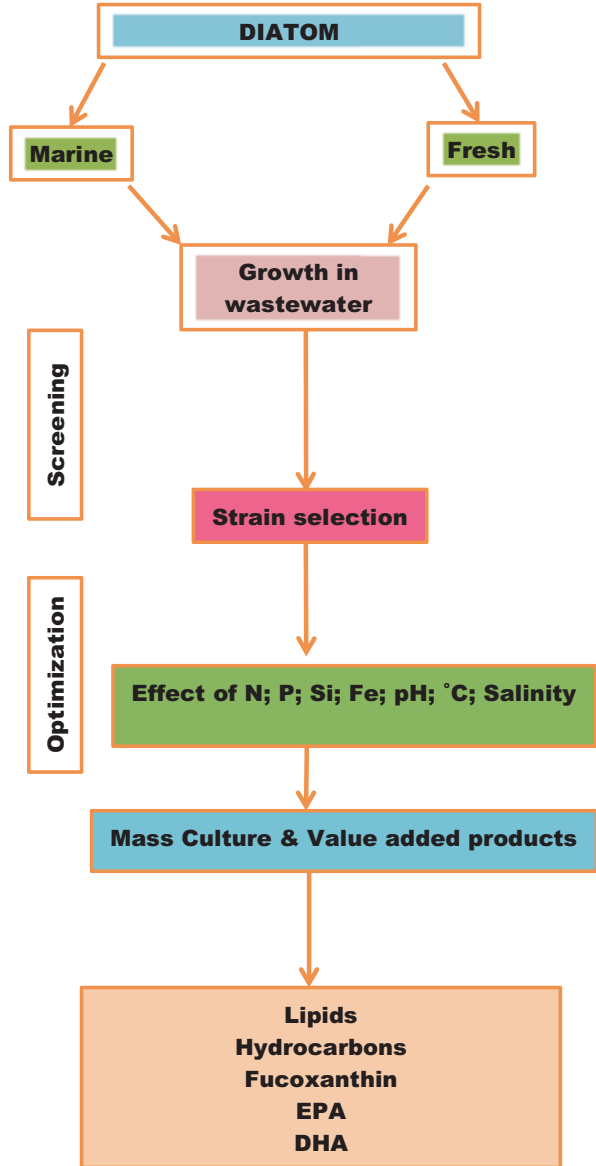 DIATOM
Marine
Fresh
Growth in
wastewater
Screening
Strain selection
Optimization
Effect of N; P; Si; Fe; pH; ˚C; Salinity
Mass Culture & Value added products
Lipids
Hydrocarbons
Fucoxanthin
EPA
DHA